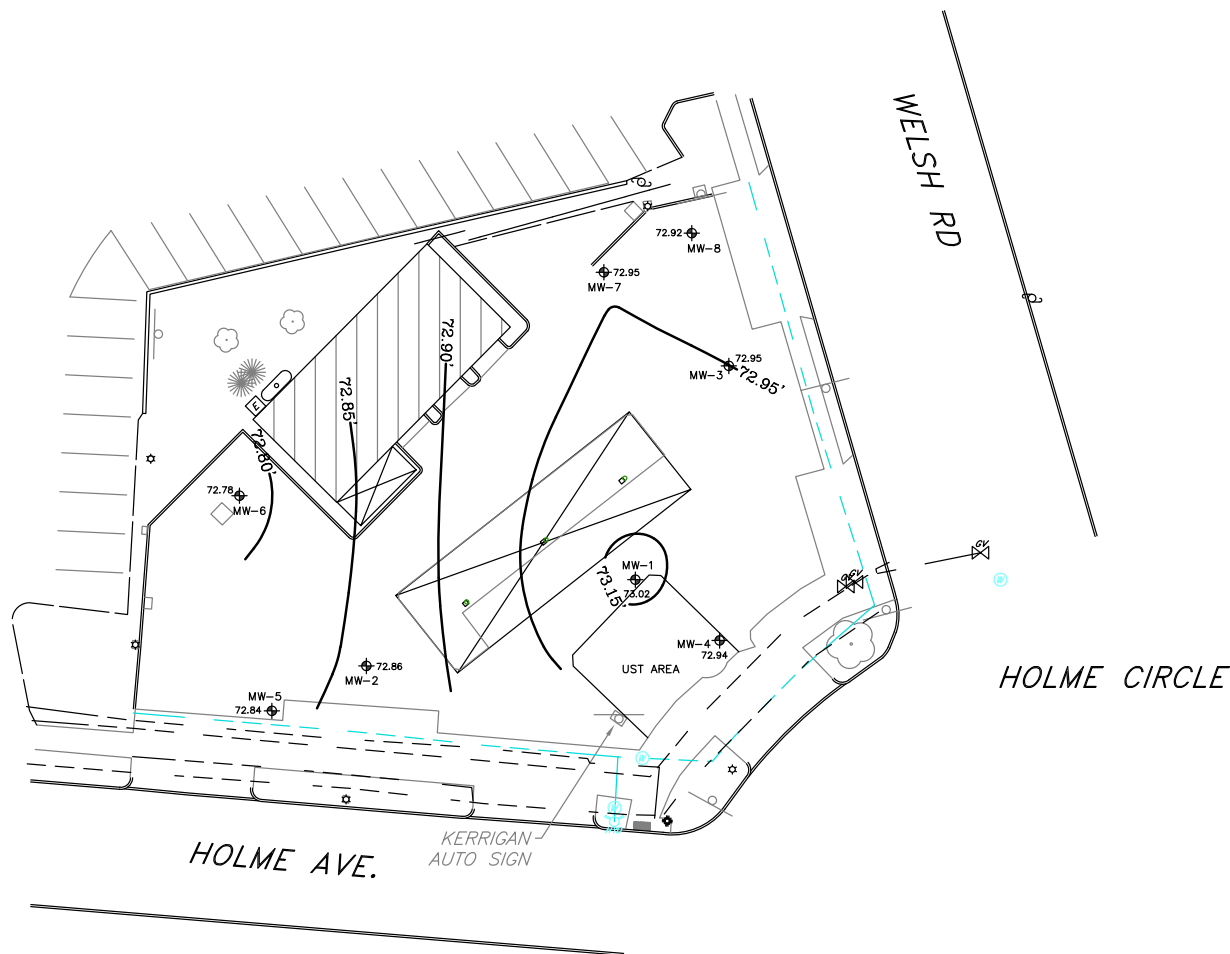 WELSH RD
72.92
MW-8
72.95
MW-7
72.90'
72.95
MW-3
72.95'
72.85'
E
72.80'
72.78
MW-6
GV
GV
MW-1
73.15'
73.02
W
MW-4
72.94
72.86
MW-2
UST AREA
HOLME CIRCLE
MW-5
72.84
W
W
KERRIGAN
AUTO SIGN
HOLME AVE.